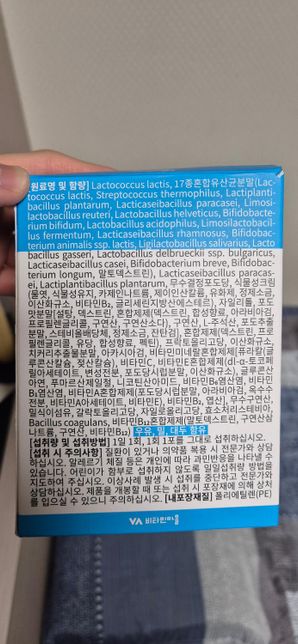 [원료명 및 함량] Lactococcus lactis, 17종혼합유산균분말(Lac-
tococcus lactis, Streptococcus thermophilus, Lactiplanti-
bacillus plantarum, Lacticaseibacillus paracasei, Limosi-
lactobacillus reuteri, Lactobacillus helveticus, Bifidobacte-
rium bifidum, Lactobacillus acidophilus, Limosilactobacil-
lus fermentum, Lacticaseibacillus rhamnosus, Bifidobac-
terium animalis ssp. lactis, Ligilactobacillus salivarius, Lacto
bacillus gasseri, Lactobacillus delbrueckii ssp. bulgaricus,
Lacticaseibacillus casei, Bifidobacterium breve, Bifidobac-
terium longum, 말토덱스트린), Lacticaseibacillus paracas-
ei, Lactiplantibacillus plantarum, 무수결정포도당, 식물성크림
(물엿, 식물성유지, 카제인나트륨, 제이인산칼륨, 유화제, 정제소금,
이산화규소, 비타민B₂, 글리세린지방산에스테르), 자일리톨, 포도
맛분말(설탕, 덱스트린, 혼합제제(덱스트린, 합성향료, 아라비아검,
프로필렌글리콜, 구연산, 구연산소다), 구연산, L-주석산, 포도추출
분말, 스테비올배당체, 정제소금, 잔탄검), 혼합제제(덱스트린, 프로
필렌글리콜, 유당, 합성향료, 펙틴), 프락토올리고당, 이산화규소,
치커리추출물분말, 아카시아검, 비타민미네랄혼합제제(퓨리칼(글
루콘산칼슘, 젖산칼슘), 비타민C, 비타민E혼합제제(dl-α-토코페
릴아세테이트, 변성전분, 포도당시럽분말, 이산화규소), 글루콘산
아연, 푸마르산제일철, 니코틴산아미드, 비타민B₆염산염, 비타민
B₁염산염, 비타민A혼합제제(포도당시럽분말, 아라비아검, 옥수수
전분, 비타민A아세테이트, 비타민E), 비타민B₂, 엽산), 무수구연산,
밀식이섬유, 갈락토올리고당, 자일로올리고당, 효소처리스테비아,
Bacillus coagulans, 비타민B₁₂혼합제제(말토덱스트린, 구연산삼
나트륨, 구연산, 비타민B₁₂) 우유, 밀, 대두 함유
[섭취량 및 섭취방법] 1일 1회, 1회 1포를 그대로 섭취하십시오.
[섭취 시 주의사항] 질환이 있거나 의약품 복용 시 전문가와 상담
하십시오. 알레르기 체질 등은 개인에 따라 과민반응을 나타낼 수
있습니다. 어린이가 함부로 섭취하지 않도록 일일섭취량 방법을
지도하여 주십시오. 이상사례 발생 시 섭취를 중단하고 전문가와
상담하십시오. 제품을 개봉할 때 또는 섭취 시 포장재에 의해 상처
를 입으실 수 있으니 주의하십시오. [내포장재질] 폴리에틸렌(PE)
VA 비타민마을